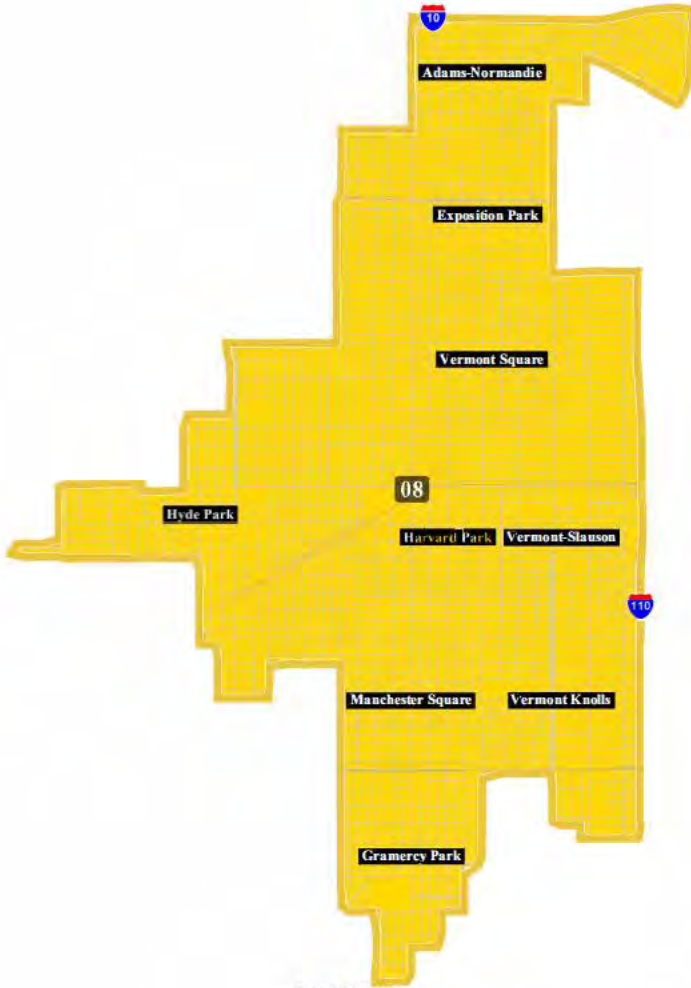 10
Adams-Normandie
Exposition Park
Vermont Square
08
Hyde Park
Harvard Park
Vermont-Slauson
110
Manchester Square
Vermont Knolls
Gramercy Park